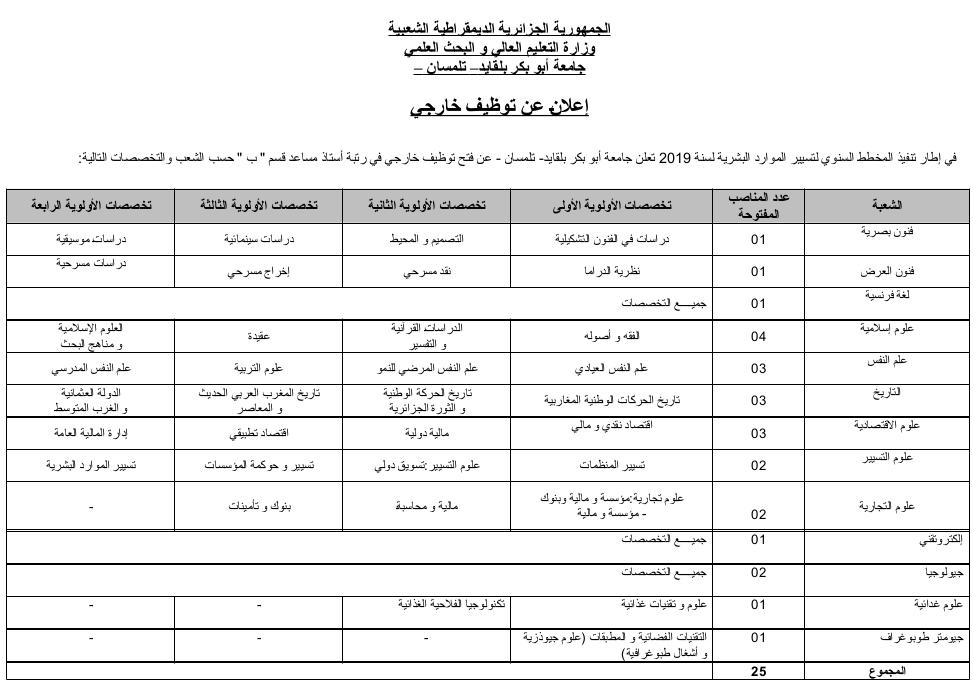 الجمهورية الجزائرية الديمقراطية الشعبية
وزارة التعليم العالي و البحث العلمي
جامعة أبو بكر بلقايد– تلمسان –
إعلان عن توظيف خارجي
في إطار تنفيذ المخطط السنوي لتسيير الموارد البشرية لسنة 2019 تعلن جامعة أبو بكر بلقايد- تلمسان - عن فتح توظيف خارجي في رتبة أستاذ مساعد قسم " ب " حسب الشعب والتخصصات التالية:
الشعبة عدد المناصب المفتوحة تخصصات الأولوية الأولى تخصصات الأولوية الثانية تخصصات الأولوية الثالثة تخصصات الأولوية الرابعة
فنون بصرية 01 دراسات في الفنون التشكيلية التصميم و المحيط دراسات سينمائية دراسات موسيقية
فنون العرض 01 نظرية الدراما نقد مسرحي إخراج مسرحي دراسات مسرحية
لغة فرنسية 01 جميـــع التخصصات
علوم إسلامية 04 الفقه و أصوله الدراسات القرآنية و التفسير عقيدة العلوم الإسلامية و مناهج البحث
علم النفس 03 علم النفس العيادي علم النفس المرضي للنمو علوم التربية علم النفس المدرسي
التاريخ 03 تاريخ الحركات الوطنية المغاربية تاريخ الحركة الوطنية و الثورة الجزائرية تاريخ المغرب العربي الحديث و المعاصر الدولة العثمانية و الغرب المتوسط
علوم الاقتصادية 03 اقتصاد نقدي و مالي مالية دولية اقتصاد تطبيقي إدارة المالية العامة
علوم التسيير 02 تسيير المنظمات علوم التسيير:تسويق دولي تسيير و حوكمة المؤسسات تسيير الموارد البشرية
علوم التجارية 02 علوم تجارية:مؤسسة و مالية وبنوك - مؤسسة و مالية مالية و محاسبة بنوك و تأمينات -
إلكتروتقني 01 جميـــع التخصصات
جيولوجيا 02 جميـــع التخصصات
علوم غدائية 01 علوم و تقنيات غذائية تكنولوجيا الفلاحية الغذائية - -
جيومتر طوبوغراف 01 التقنيات الفضائية و المطبقات (علوم جيوذزية و أشغال طبوغرافية) - - -
المجموع 25